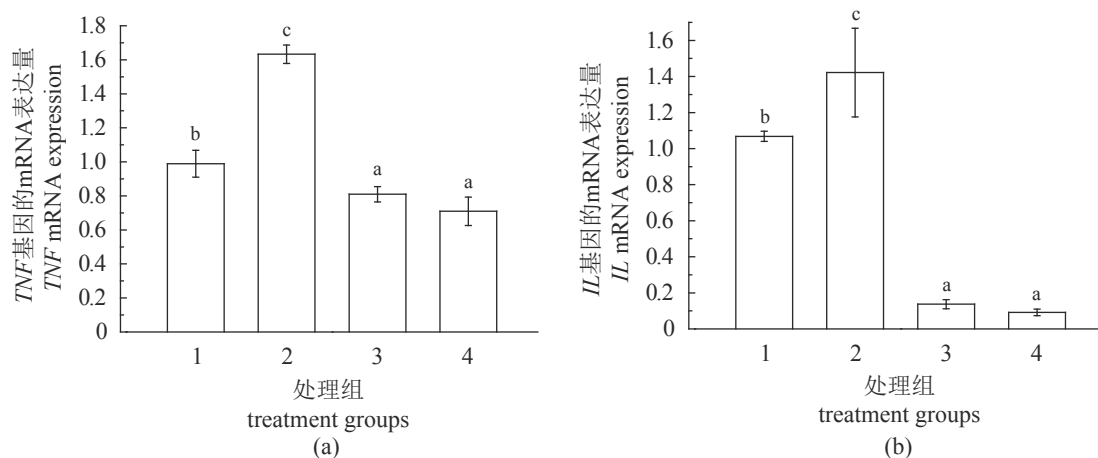 TNF基因的mRNA表达量
TNF mRNA expression
1.8
1.6
1.4
1.2
1.0
0.8
0.6
0.4
0.2
0
b
c
a
a
1 2 3 4
处理组
treatment groups
(a)
IL基因的mRNA表达量
IL mRNA expression
1.6
1.4
1.2
1.0
0.8
0.6
0.4
0.2
0
b
c
a
a
1 2 3 4
处理组
treatment groups
(b)